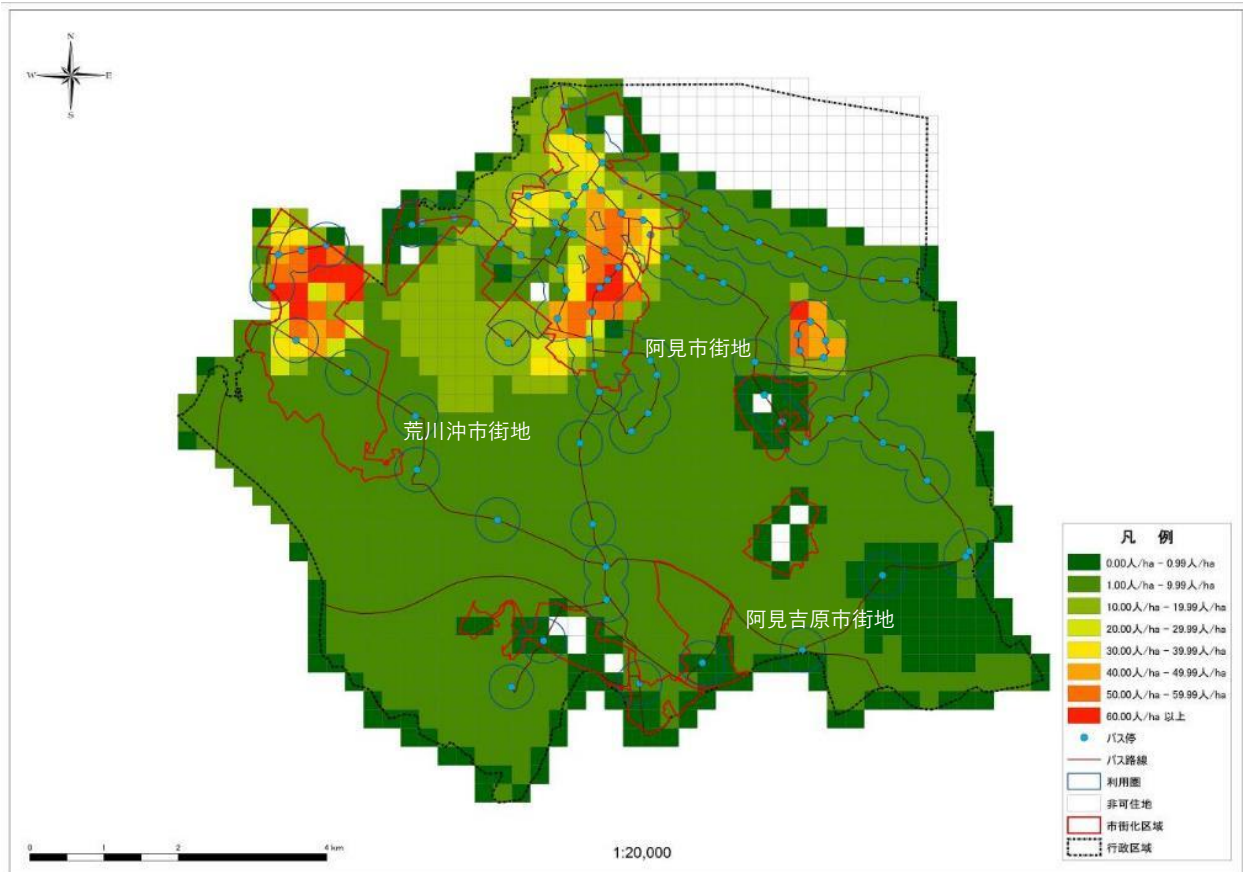 N
W E
S
阿見市街地
荒川沖市街地
阿見吉原市街地
凡 例
0.00人/ha - 0.99人/ha
1.00人/ha - 9.99人/ha
10.00人/ha - 19.99人/ha
20.00人/ha - 29.99人/ha
30.00人/ha - 39.99人/ha
40.00人/ha - 49.99人/ha
50.00人/ha - 59.99人/ha
60.00人/ha 以上
バス停
バス路線
利用圏
非可住地
市街化区域
行政区域
0 1 2 4 km
1:20,000